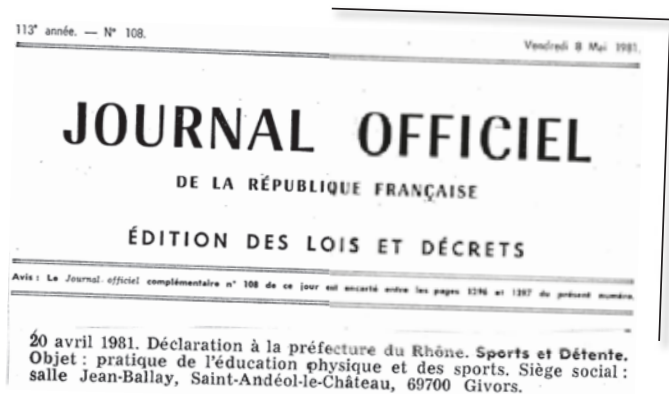 113e année. — N° 108.
Vendredi 8 Mai 1981.
JOURNAL OFFICIEL
DE LA RÉPUBLIQUE FRANÇAISE
ÉDITION DES LOIS ET DÉCRETS
Avis : Le Journal officiel complémentaire n° 108 de ce jour est encarté entre les pages 1296 et 1297 du présent numéro.
20 avril 1981. Déclaration à la préfecture du Rhône. Sports et Détente.
Objet : pratique de l'éducation physique et des sports. Siège social :
salle Jean-Ballay, Saint-Andéol-le-Château, 69700 Givors.